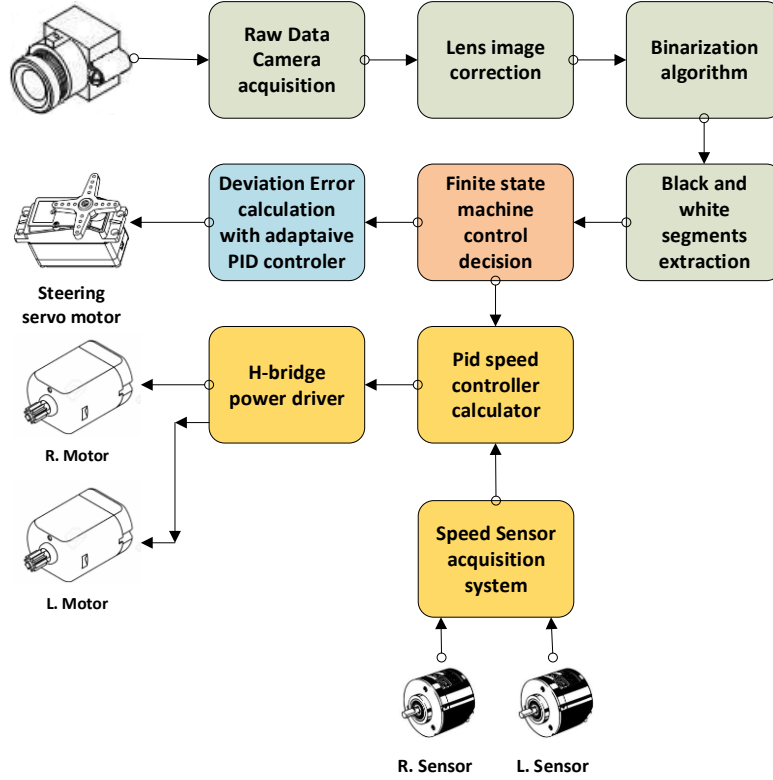 Raw Data
Camera
acquisition
Lens image
correction
Binarization
algorithm
Deviation Error
calculation
with adaptaive
PID controler
Finite state
machine
control
decision
Black and
white
segments
extraction
Steering
servo motor
H-bridge
power driver
Pid speed
controller
calculator
R. Motor
Speed Sensor
acquisition
system
L. Motor
R. Sensor
L. Sensor